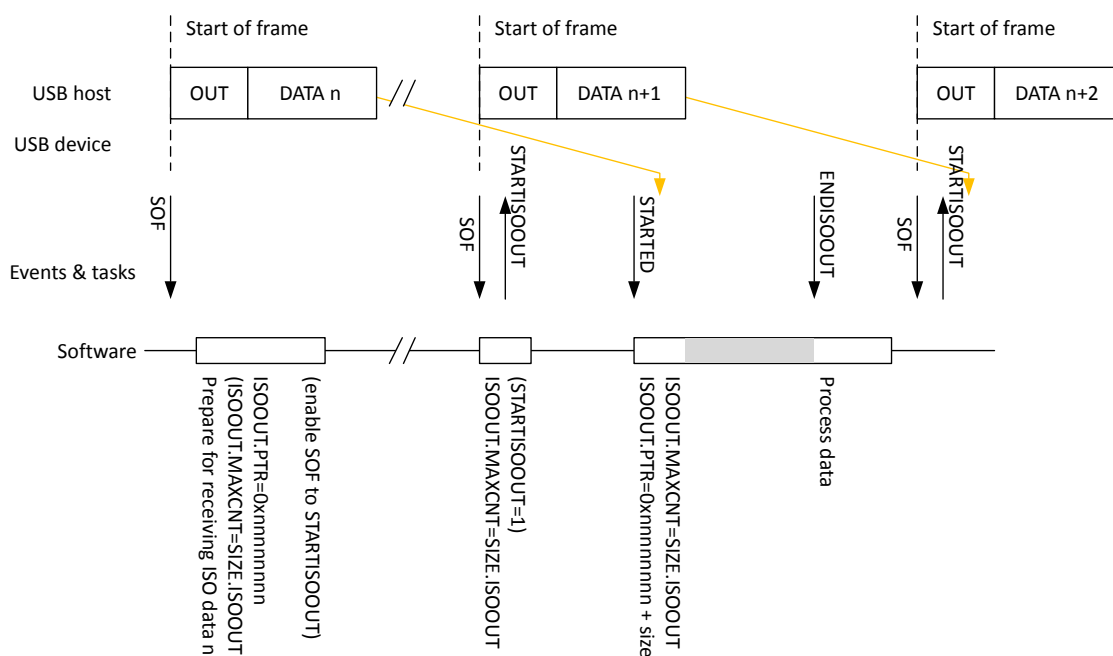 Start of frame
Start of frame
Start of frame
USB host
OUT
DATA n
OUT
DATA n+1
OUT
DATA n+2
USB device
SOF
SOF
STARTISOOUT
STARTED
ENDISOOUT
SOF
STARTISOOUT
Events & tasks
Software
Prepare for receiving ISO data n
(ISOOUT.MAXCNT=SIZE.ISOOUT
ISOOUT.PTR=0xnnnnnnn
(enable SOF to STARTISOOUT)
ISOOUT.MAXCNT=SIZE.ISOOUT
(STARTISOOUT=1)
ISOOUT.PTR=0xnnnnnnn + size
ISOOUT.MAXCNT=SIZE.ISOOUT
Process data